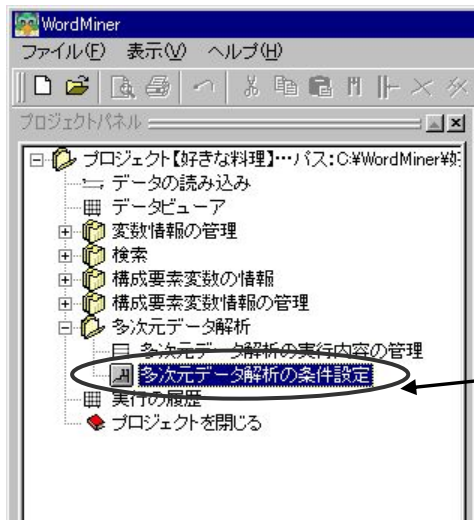 WordMiner
ファイル(F) 表示(V) ヘルプ(H)
プロジェクトパネル
プロジェクト【好きな料理】…パス:C:¥WordMiner¥
データの読み込み
データビューア
変数情報の管理
検索
構成要素変数の情報
構成要素変数情報の管理
多次元データ解析
多次元データ解析の実行内容の管理
多次元データ解析の条件設定
実行の履歴
プロジェクトを閉じる